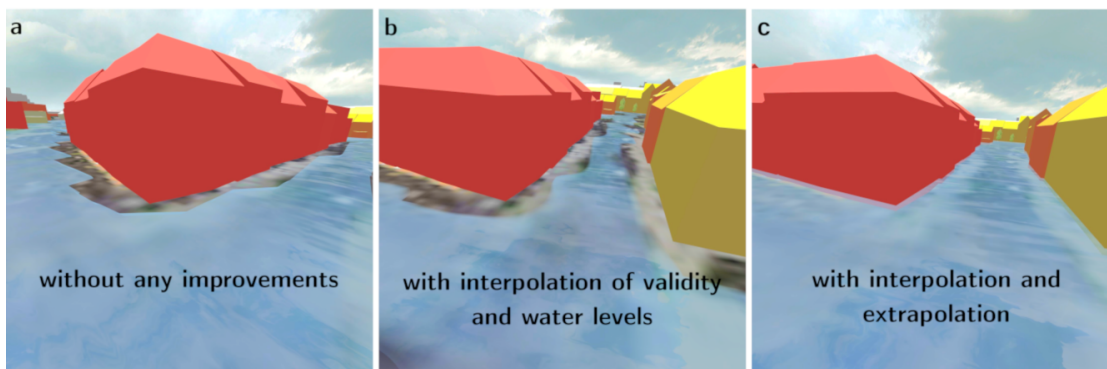 a
without any improvements
b
with interpolation of validity
and water levels
c
with interpolation and
extrapolation